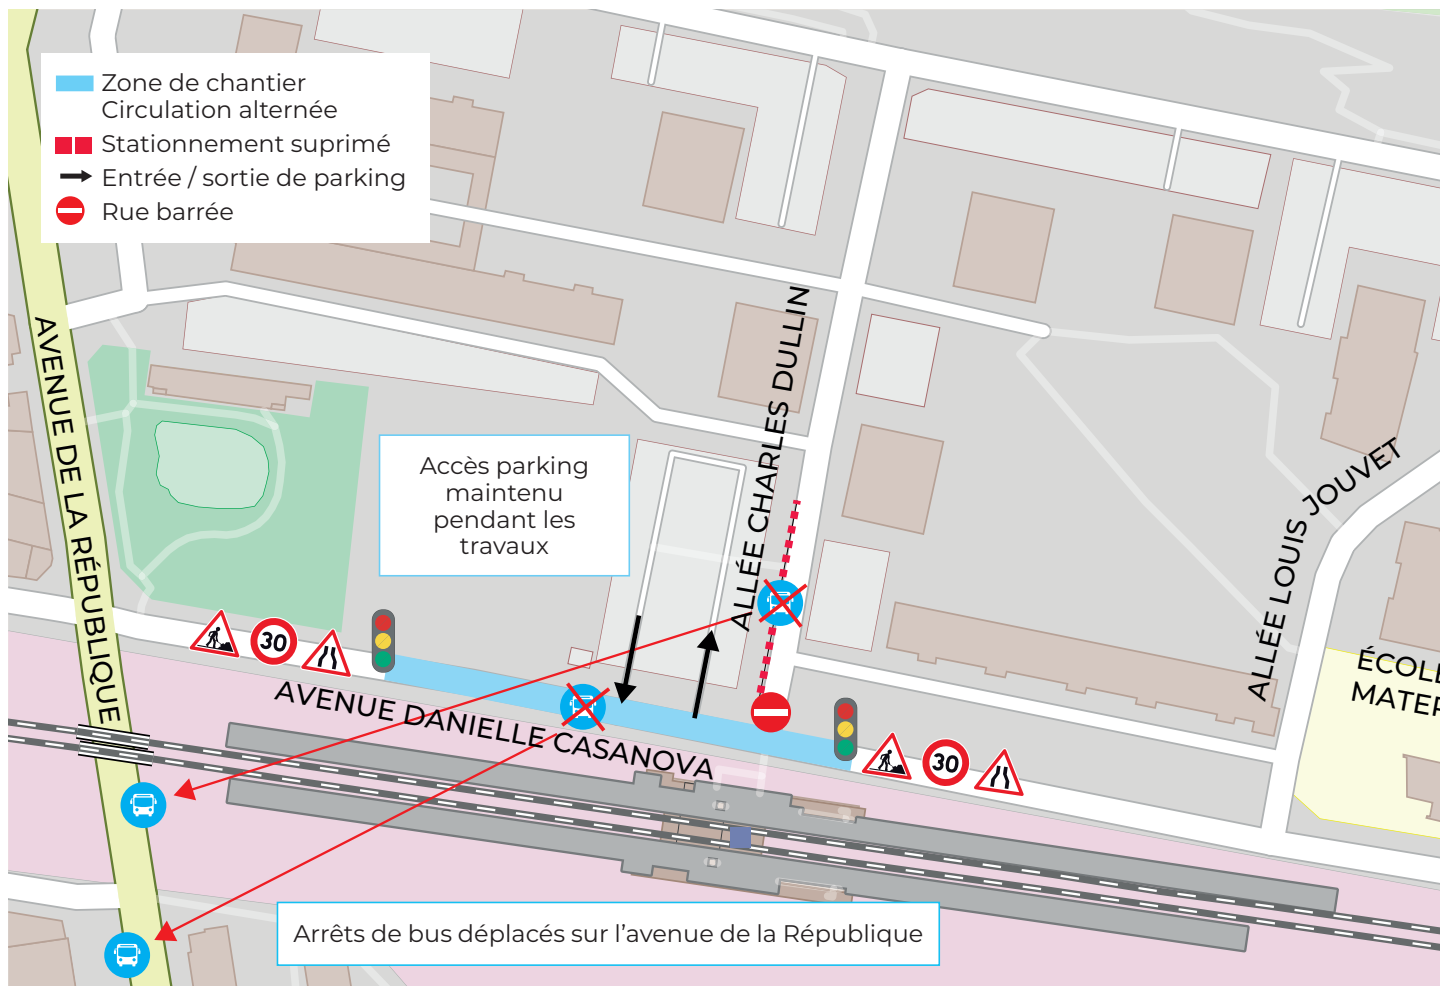 Zone de chantier
Circulation alternée
Stationnement suprimé
Entrée / sortie de parking
Rue barrée
AVENUE DE LA RÉPUBLIQUE
Accès parking
maintenu
pendant les
travaux
ALLÉE CHARLES DULLIN
ALLÉE LOUIS JOUVET
ÉCOLE
MATER
30
AVENUE DANIELLE CASANOVA
30
Arrêts de bus déplacés sur l’avenue de la République